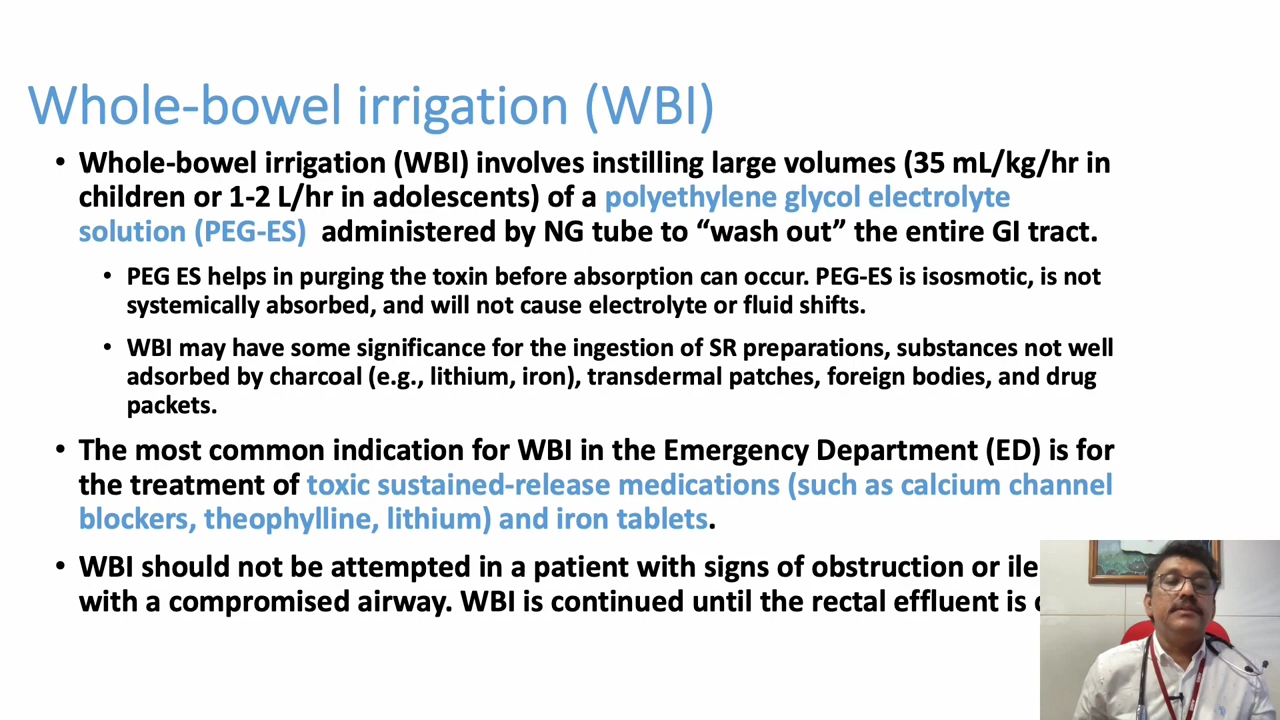 Whole-bowel irrigation (WBI)
• Whole-bowel irrigation (WBI) involves instilling large volumes (35 mL/kg/hr in
children or 1-2 L/hr in adolescents) of a polyethylene glycol electrolyte
solution (PEG-ES) administered by NG tube to “wash out” the entire GI tract.
• PEG ES helps in purging the toxin before absorption can occur. PEG-ES is isosmotic, is not
systemically absorbed, and will not cause electrolyte or fluid shifts.
• WBI may have some significance for the ingestion of SR preparations, substances not well
adsorbed by charcoal (e.g., lithium, iron), transdermal patches, foreign bodies, and drug
packets.
• The most common indication for WBI in the Emergency Department (ED) is for
the treatment of toxic sustained-release medications (such as calcium channel
blockers, theophylline, lithium) and iron tablets.
• WBI should not be attempted in a patient with signs of obstruction or
with a compromised airway. WBI is continued until the rectal effluent is